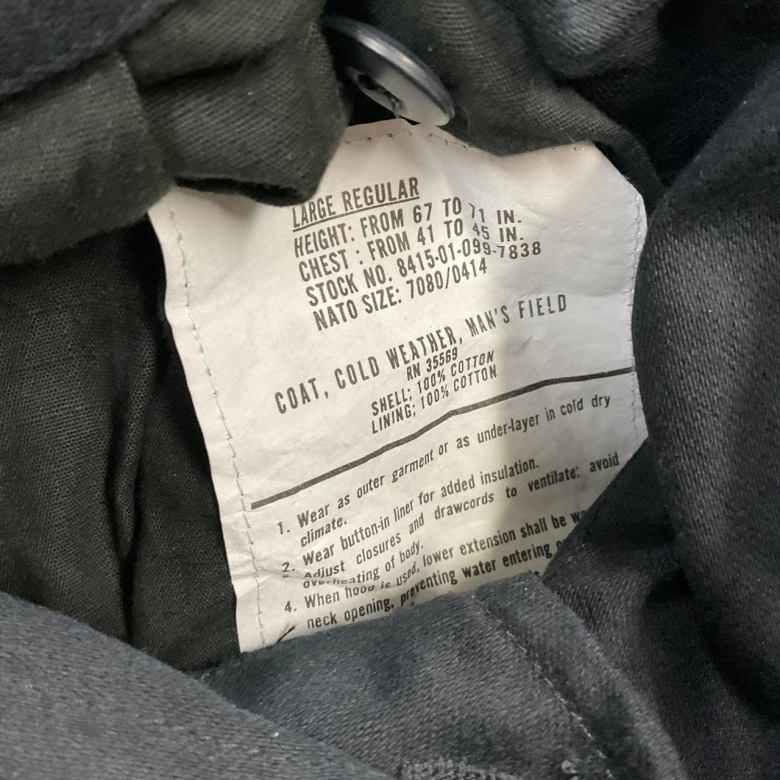 LARGE REGULAR
HEIGHT: FROM 67 TO 71 IN.
CHEST : FROM 41 TO 45 IN.
STOCK NO. 8415-01-099-7838
NATO SIZE: 7080/0414
COAT, COLD WEATHER, MAN'S FIELD
RN 35569
SHELL; 100% COTTON
LINING; 100% COTTON
1. Wear as outer garment or as under-layer in cold dry
climate.
2. Wear button-in liner for added insulation.
Adjust closures and drawcords to ventilate: avoid
overheating of body.
4. When hood is used, lower extension shall be
neck opening, preventing water entering